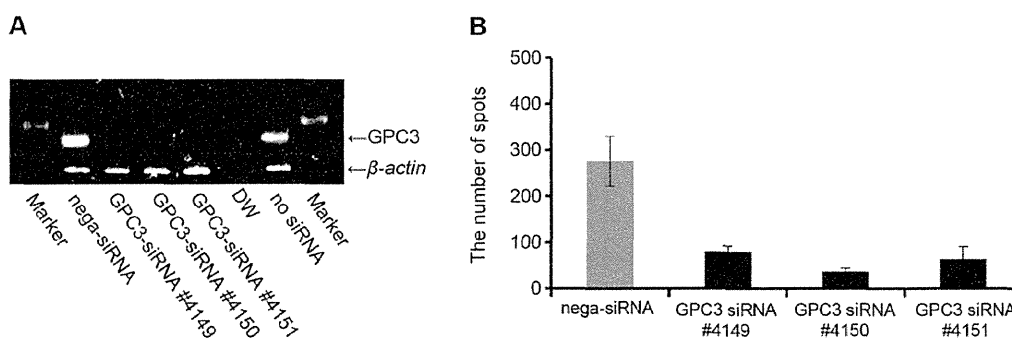 A
←GPC3
←β-actin
Marker
nega-siRNA
GPC3-siRNA #4149
GPC3-siRNA #4150
GPC3-siRNA #4151
DW
no siRNA
Marker
B
The number of spots
500
400
300
200
100
0
nega-siRNA
GPC3 siRNA
#4149
GPC3 siRNA
#4150
GPC3 siRNA
#4151